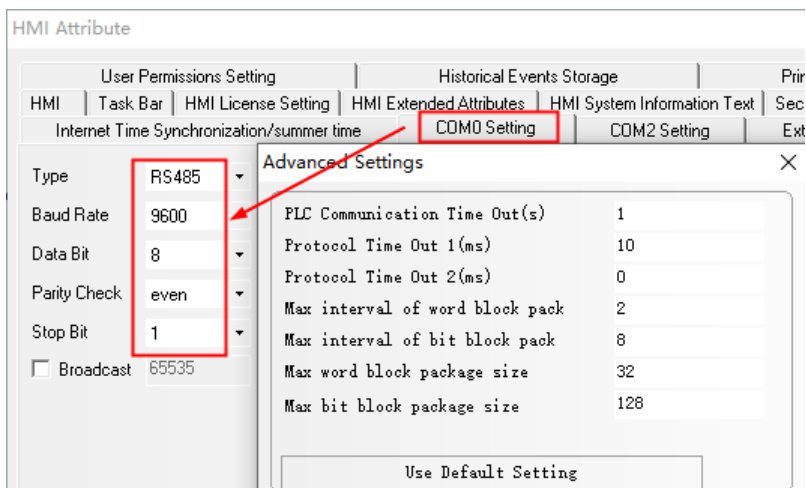 HMI Attribute
User Permissions Setting
Historical Events Storage
HMI
Task Bar
HMI License Setting
HMI Extended Attributes
HMI System Information Text
Internet Time Synchronization/summer time
COM0 Setting
COM2 Setting
Type RS485
Baud Rate 9600
Data Bit 8
Parity Check even
Stop Bit 1
Broadcast 65535
Advanced Settings
PLC Communication Time Out(s) 1
Protocol Time Out 1(ms) 10
Protocol Time Out 2(ms) 0
Max interval of word block pack 2
Max interval of bit block pack 8
Max word block package size 32
Max bit block package size 128
Use Default Setting